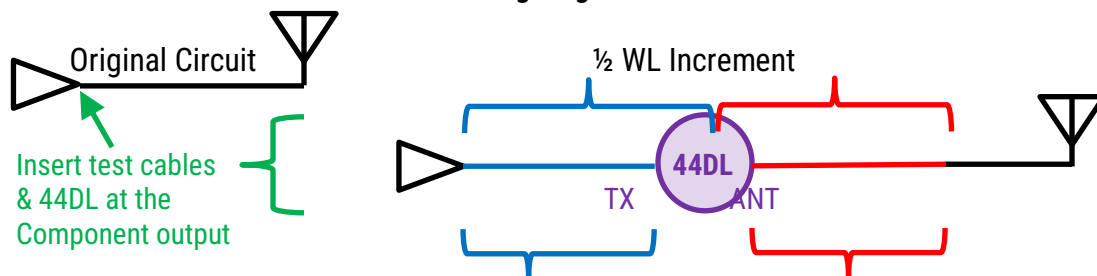 Original Circuit
½ WL Increment
Insert test cables
& 44DL at the
Component output
44DL
TX
ANT